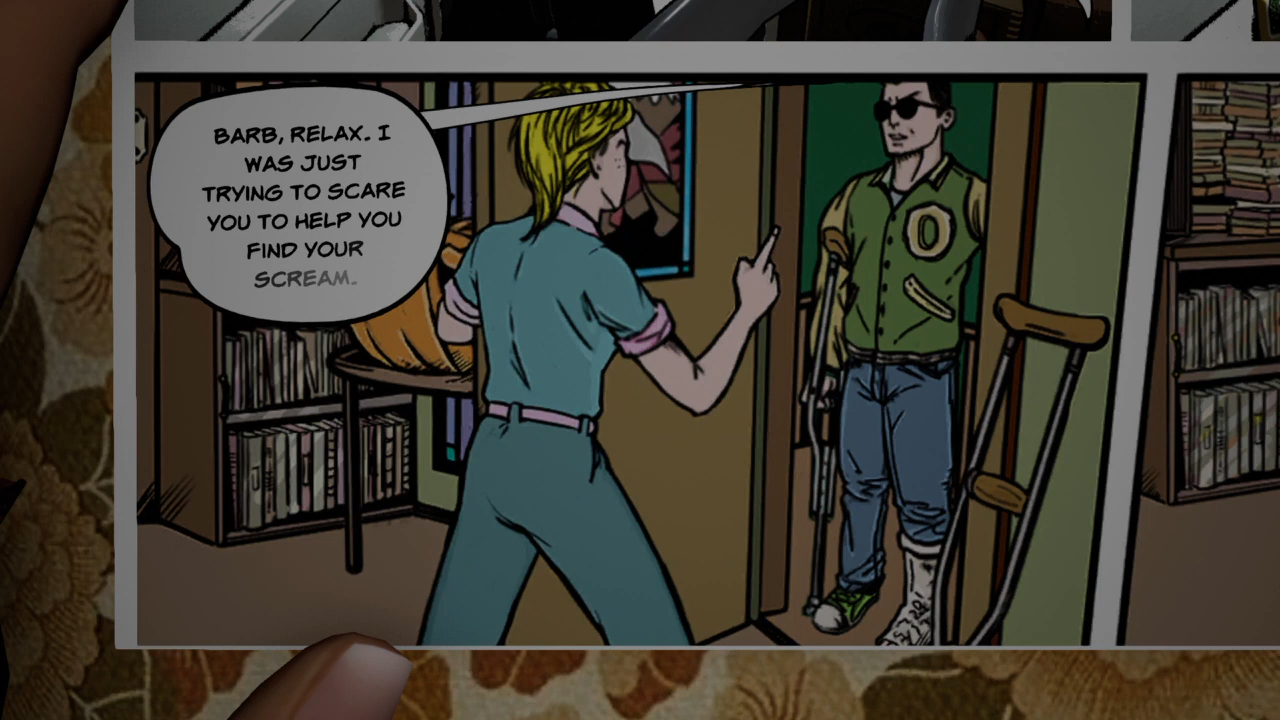 BARB, RELAX. I
WAS JUST
TRYING TO SCARE
YOU TO HELP YOU
FIND YOUR
SCREAM.
O